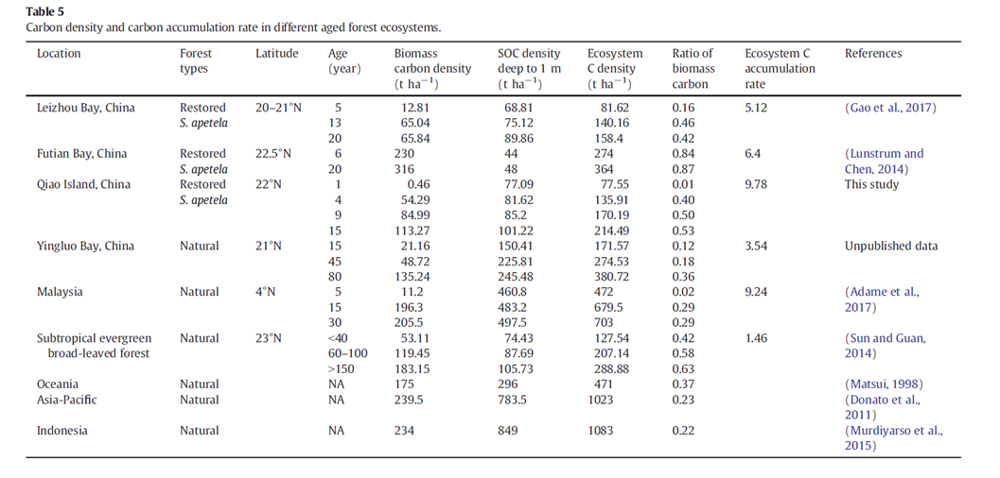 Table 5
Carbon density and carbon accumulation rate in different aged forest ecosystems.
Location Forest types Latitude Age (year) Biomass carbon density (t ha−1) SOC density deep to 1 m (t ha−1) Ecosystem C density (t ha−1) Ratio of biomass carbon Ecosystem C accumulation rate References
Leizhou Bay, China Restored 20–21°N 5 12.81 68.81 81.62 0.16 5.12 (Gao et al., 2017)
S. apetela 13 65.04 75.12 140.16 0.46
20 65.84 89.86 158.4 0.42
Futian Bay, China Restored 22.5°N 6 230 44 274 0.84 6.4 (Lunstrum and
S. apetela 20 316 48 364 0.87 Chen, 2014)
Qiao Island, China Restored 22°N 1 0.46 77.09 77.55 0.01 9.78 This study
S. apetela 4 54.29 81.62 135.91 0.40
9 84.99 85.2 170.19 0.50
15 113.27 101.22 214.49 0.53
Yingluo Bay, China Natural 21°N 15 21.16 150.41 171.57 0.12 3.54 Unpublished data
45 48.72 225.81 274.53 0.18
80 135.24 245.48 380.72 0.36
Malaysia Natural 4°N 5 11.2 460.8 472 0.02 9.24 (Adame et al.,
15 196.3 483.2 679.5 0.29 2017)
30 205.5 497.5 703 0.29
Subtropical evergreen Natural 23°N <40 53.11 74.43 127.54 0.42 1.46 (Sun and Guan,
broad-leaved forest 60–100 119.45 87.69 207.14 0.58 2014)
>150 183.15 105.73 288.88 0.63
Oceania Natural NA 175 296 471 0.37 (Matsui, 1998)
Asia-Pacific Natural NA 239.5 783.5 1023 0.23 (Donato et al.,
2011)
Indonesia Natural NA 234 849 1083 0.22 (Murdiyarso et al.,
2015)